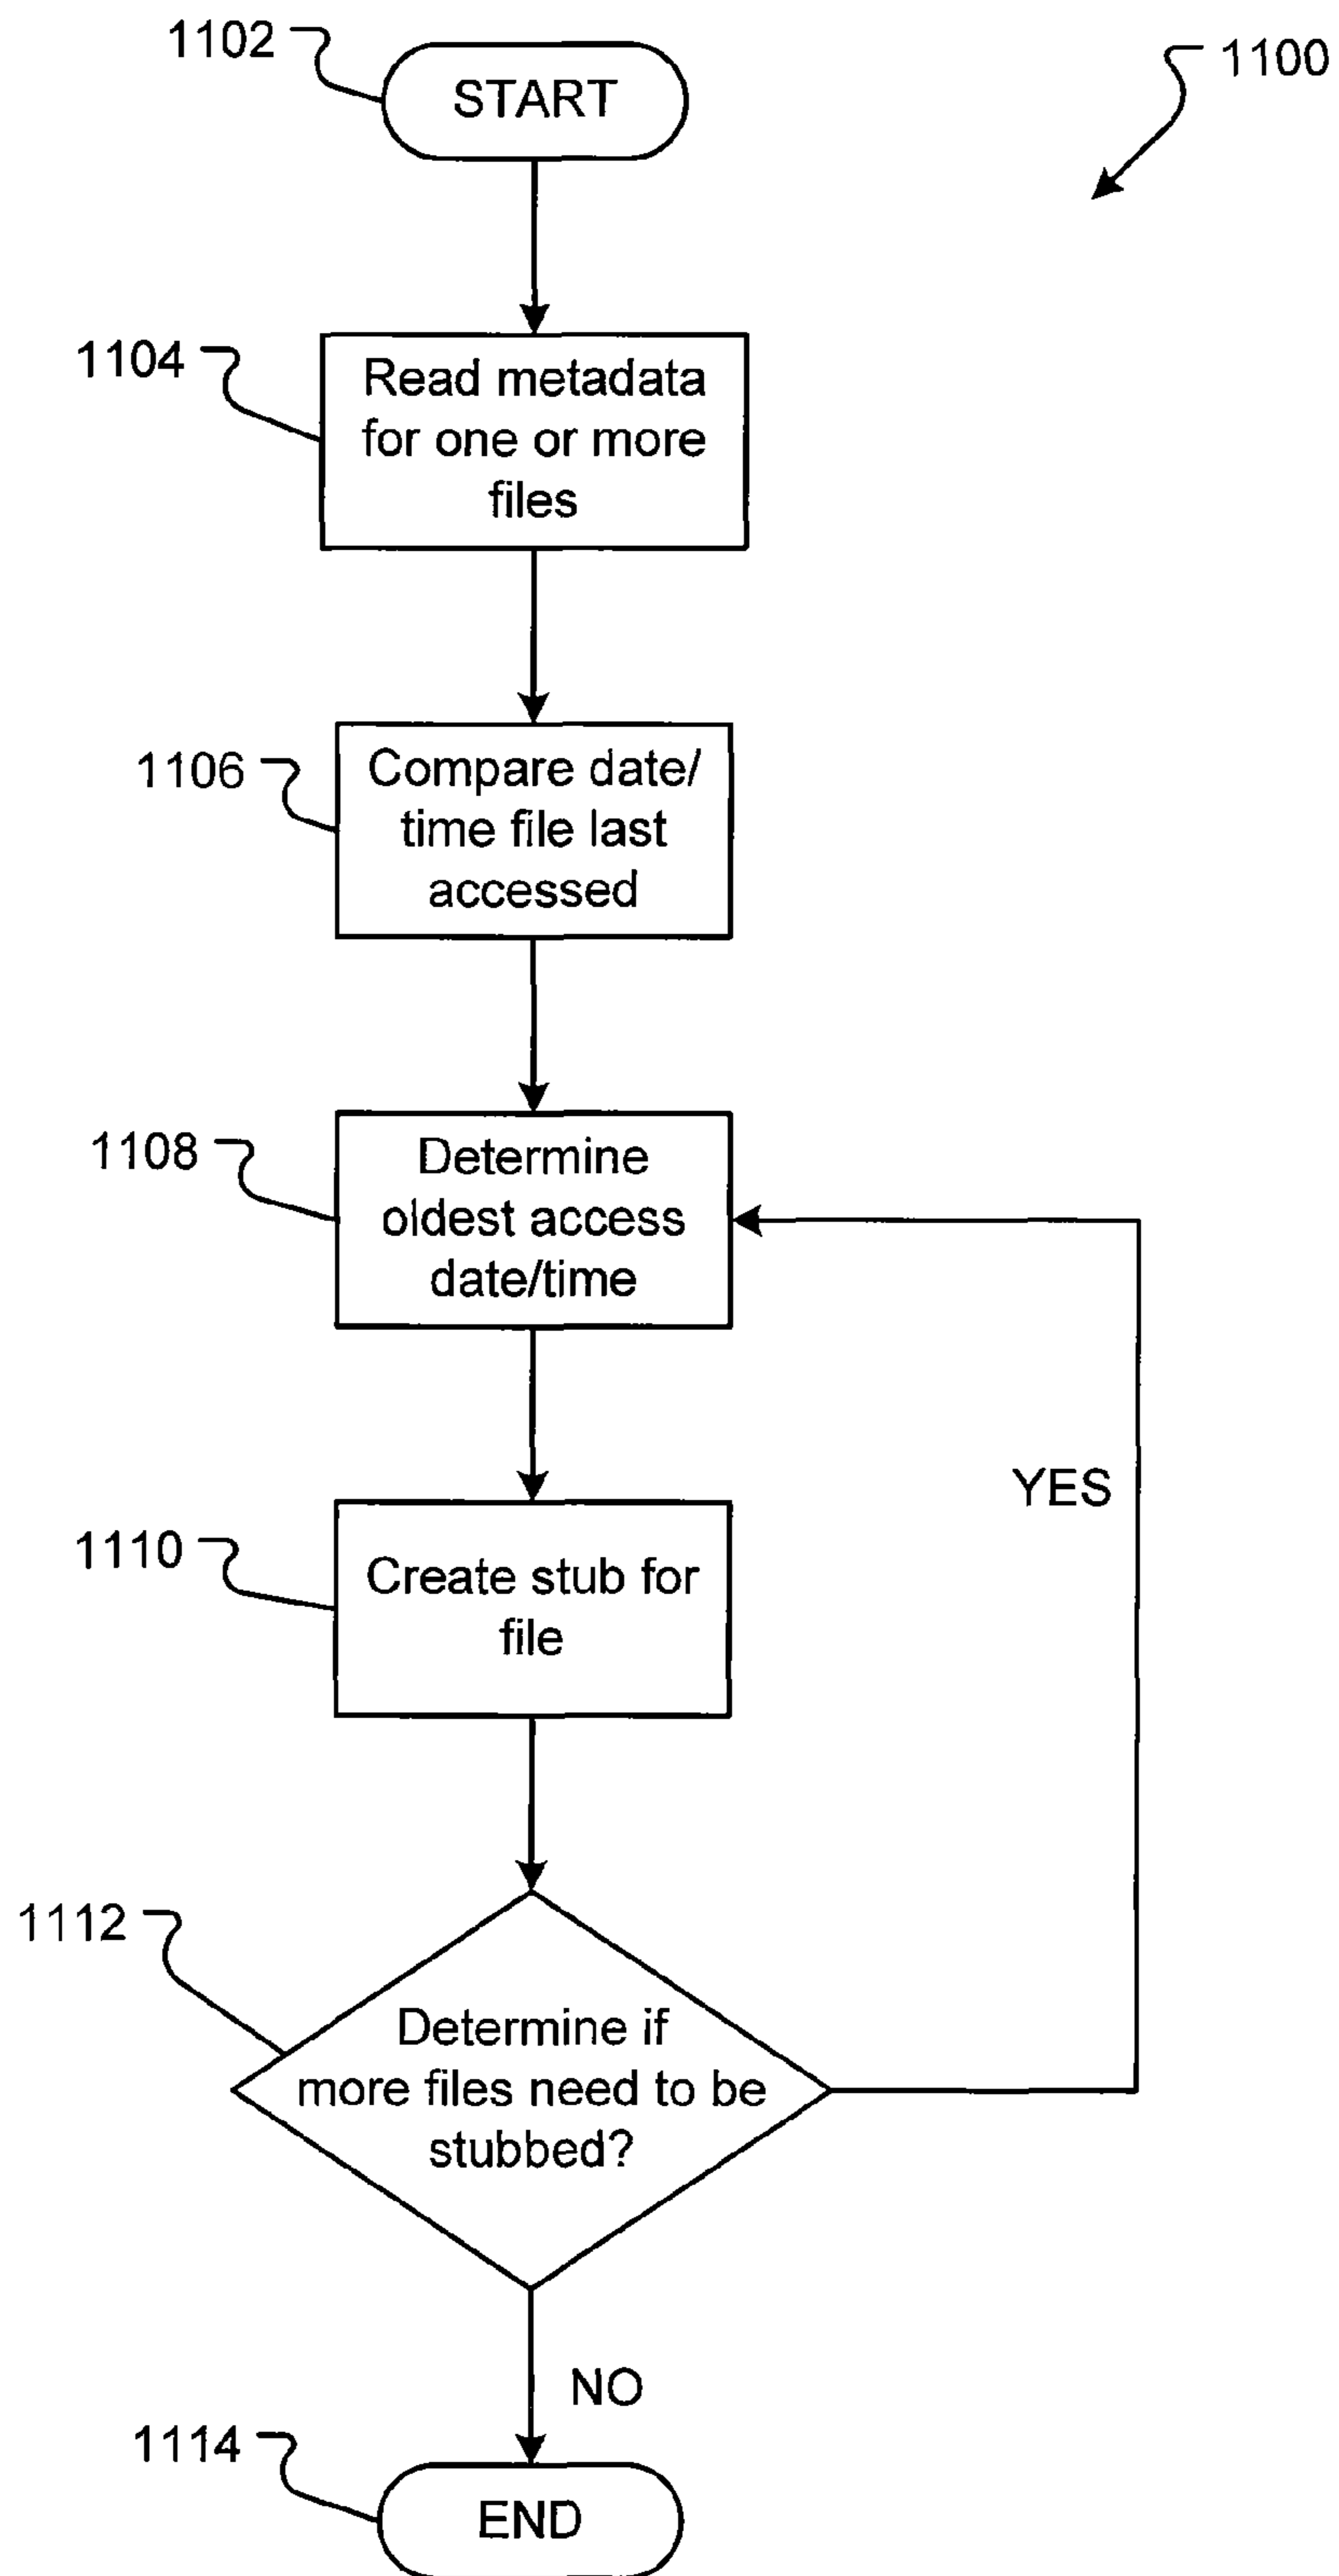 1102
START
1100
1104
Read metadata
for one or more
files
1106
Compare date/
time file last
accessed
1108
Determine
oldest access
date/time
YES
1110
Create stub for
file
1112
Determine if
more files need to be
stubbed?
NO
1114
END